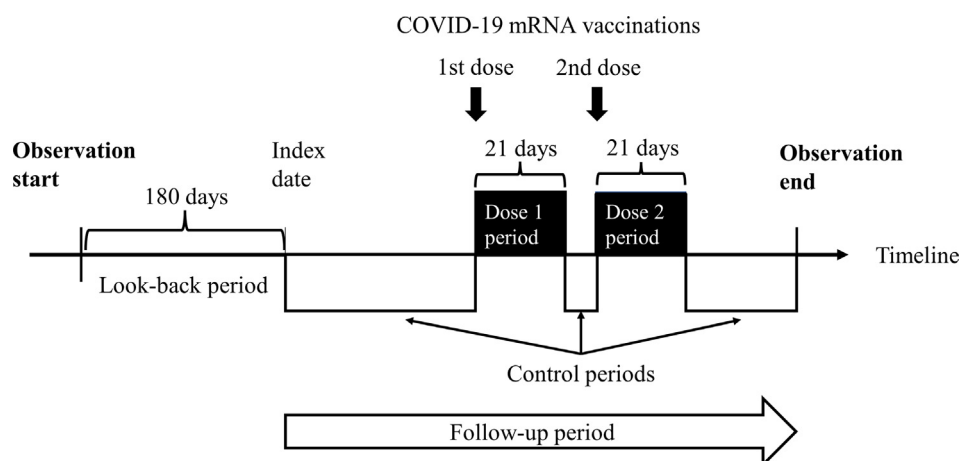 COVID-19 mRNA vaccinations
1st dose
2nd dose
Observation
start
Index
date
21 days
21 days
Observation
end
180 days
Dose 1
period
Dose 2
period
Timeline
Look-back period
Control periods
Follow-up period